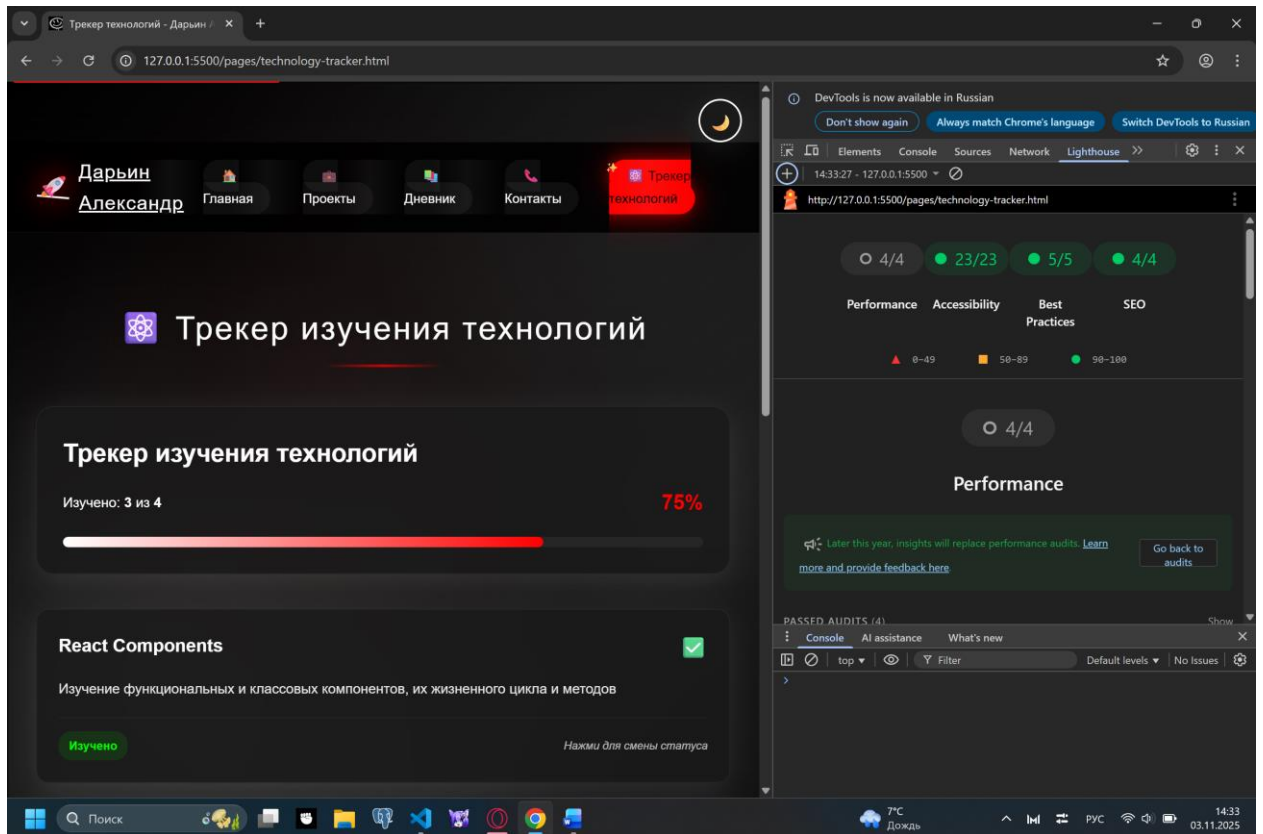 Трекер технологий - Дарьин А
127.0.0.1:5500/pages/technology-tracker.html
Дарьин
Александр
Главная
Проекты
Дневник
Контакты
Трекер
технологий
Трекер изучения технологий
Трекер изучения технологий
Изучено: 3 из 4
75%
React Components
Изучение функциональных и классовых компонентов, их жизненного цикла и методов
Изучено
Нажми для смены статуса
DevTools is now available in Russian
Don't show again
Always match Chrome's language
Switch DevTools to Russian
Elements Console Sources Network Lighthouse
14:33:27 - 127.0.0.1:5500
http://127.0.0.1:5500/pages/technology-tracker.html
4/4 23/23 5/5 4/4
Performance Accessibility Best SEO
Practices
0–49 50–89 90–100
4/4
Performance
Later this year, insights will replace performance audits. Learn
more and provide feedback here
Go back to
audits
PASSED AUDITS (4) Show
Console AI assistance What's new
top Filter Default levels No Issues
Поиск
7°C
Дождь
РУС
14:33
03.11.2025